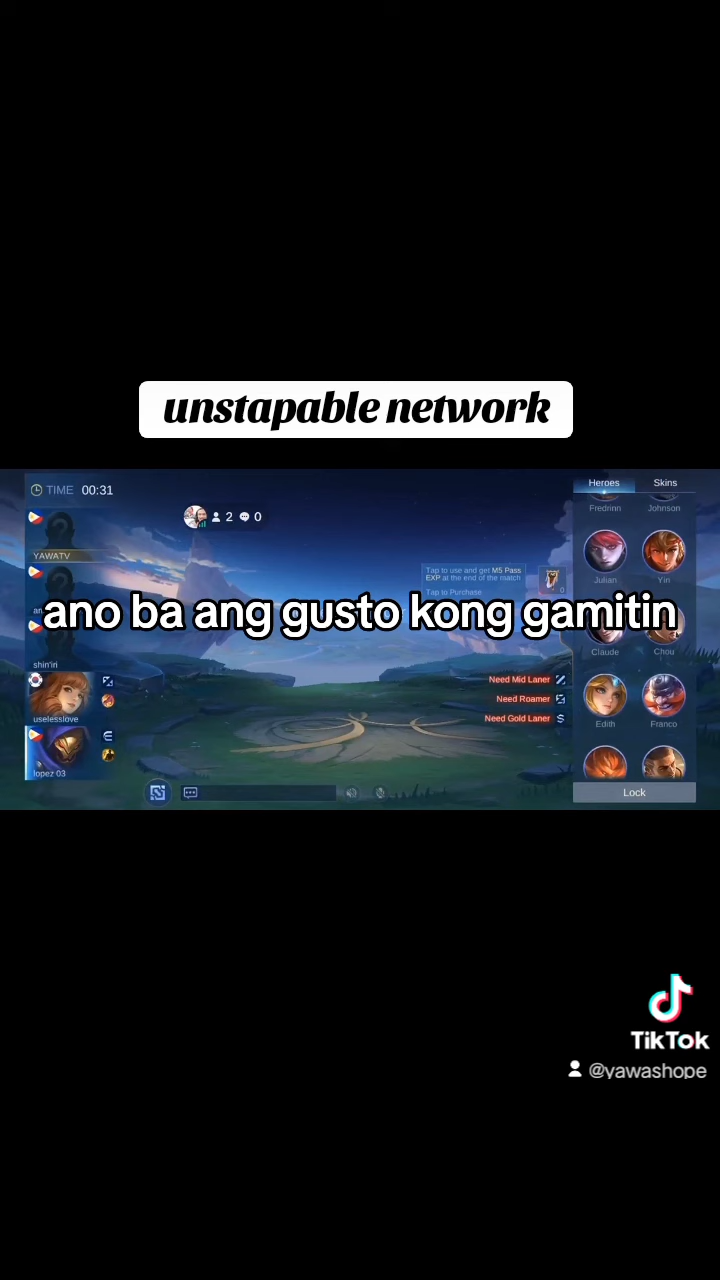 unstapable network
TIME 00:31
2 0
Heroes Skins
Fredrinn Johnson
YAWATV
Julian Yin
Tap to use and get M5 Pass
EXP at the end of the match
0
Tap to Purchase
ano ba ang gusto kong gamitin
Claude Chou
shin'iri
Need Mid Laner
Need Roamer
Need Gold Laner
uselesslove
Edith Franco
lopez 03
Lock
TikTok
@yawashope